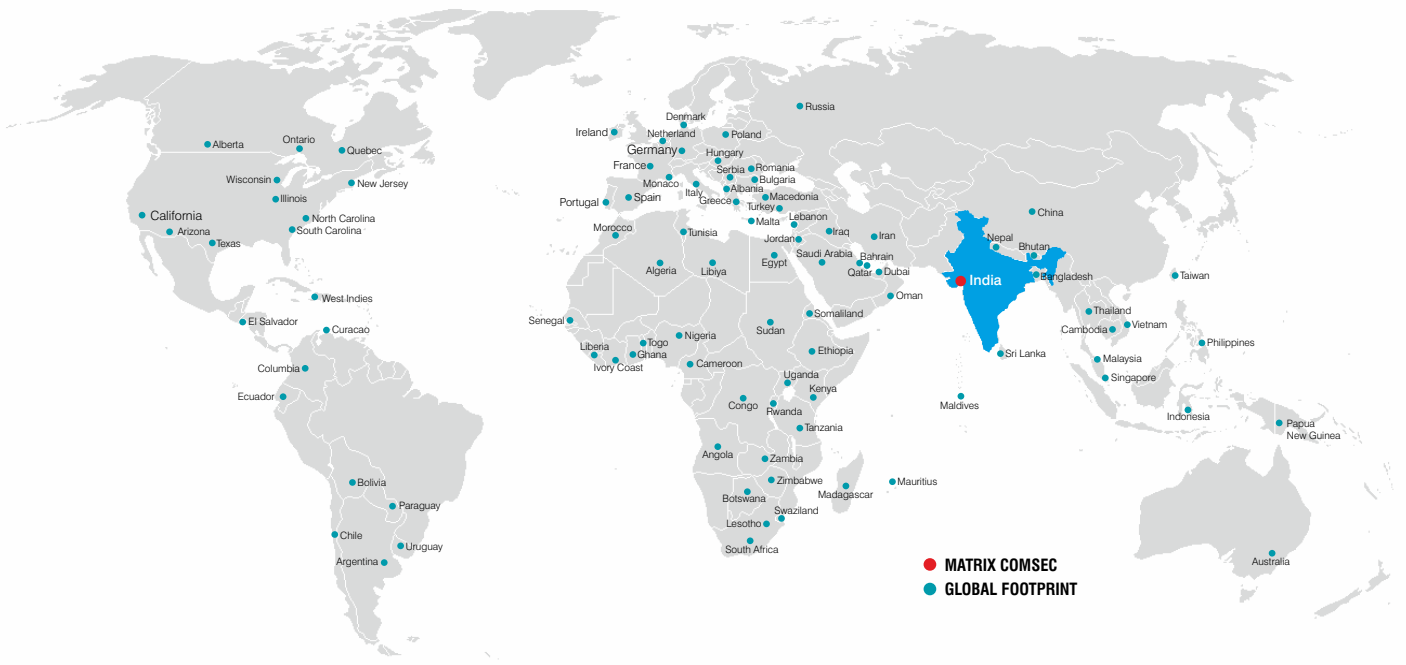 Russia
Denmark
Ireland
Netherland
Poland
Alberta
Ontario
Quebec
Germany
Hungary
France
Serbia
Romania
Wisconsin
New Jersey
Monaco
Bulgaria
Italy
Albania
Illinois
Portugal
Spain
Greece
Macedonia
Turkey
California
North Carolina
China
Malta
Lebanon
Arizona
South Carolina
Morocco
Tunisia
Iraq
Iran
Texas
Jordan
Nepal
Bhutan
Saudi Arabia
Bahrain
Algeria
Libiya
Egypt
Qatar
Dubai
India
Bangladesh
Taiwan
West Indies
Oman
El Salvador
Senegal
Somaliland
Thailand
Curacao
Sudan
Cambodia
Vietnam
Liberia
Togo
Nigeria
Ghana
Ethiopia
Sri Lanka
Philippines
Ivory Coast
Cameroon
Malaysia
Columbia
Uganda
Singapore
Ecuador
Kenya
Congo
Rwanda
Maldives
Indonesia
Tanzania
Papua
New Guinea
Angola
Zambia
Bolivia
Zimbabwe
Mauritius
Botswana
Madagascar
Paraguay
Swaziland
Lesotho
Chile
Uruguay
South Africa
Argentina
Australia
MATRIX COMSEC
GLOBAL FOOTPRINT